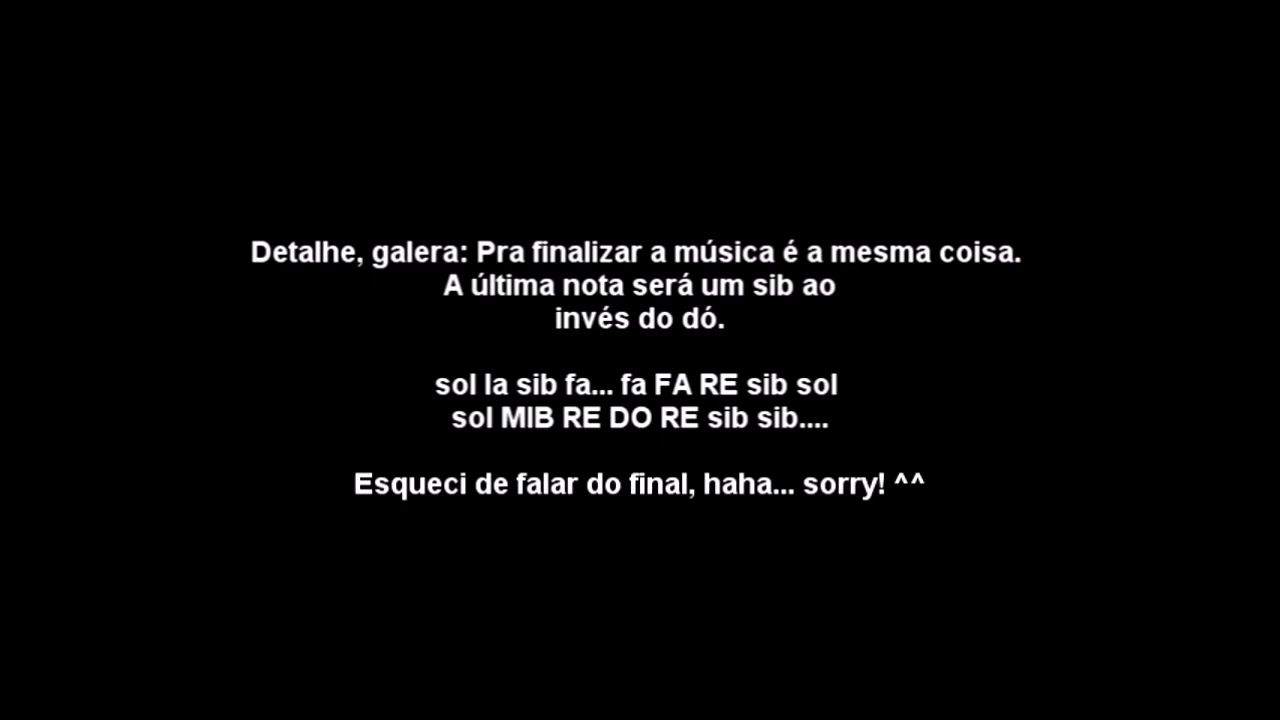 Detalhe, galera: Pra finalizar a música é a mesma coisa.
A última nota será um sib ao
invés do dó.
sol la sib fa... fa FA RE sib sol
sol MIB RE DO RE sib sib....
Esqueci de falar do final, haha... sorry! ^^